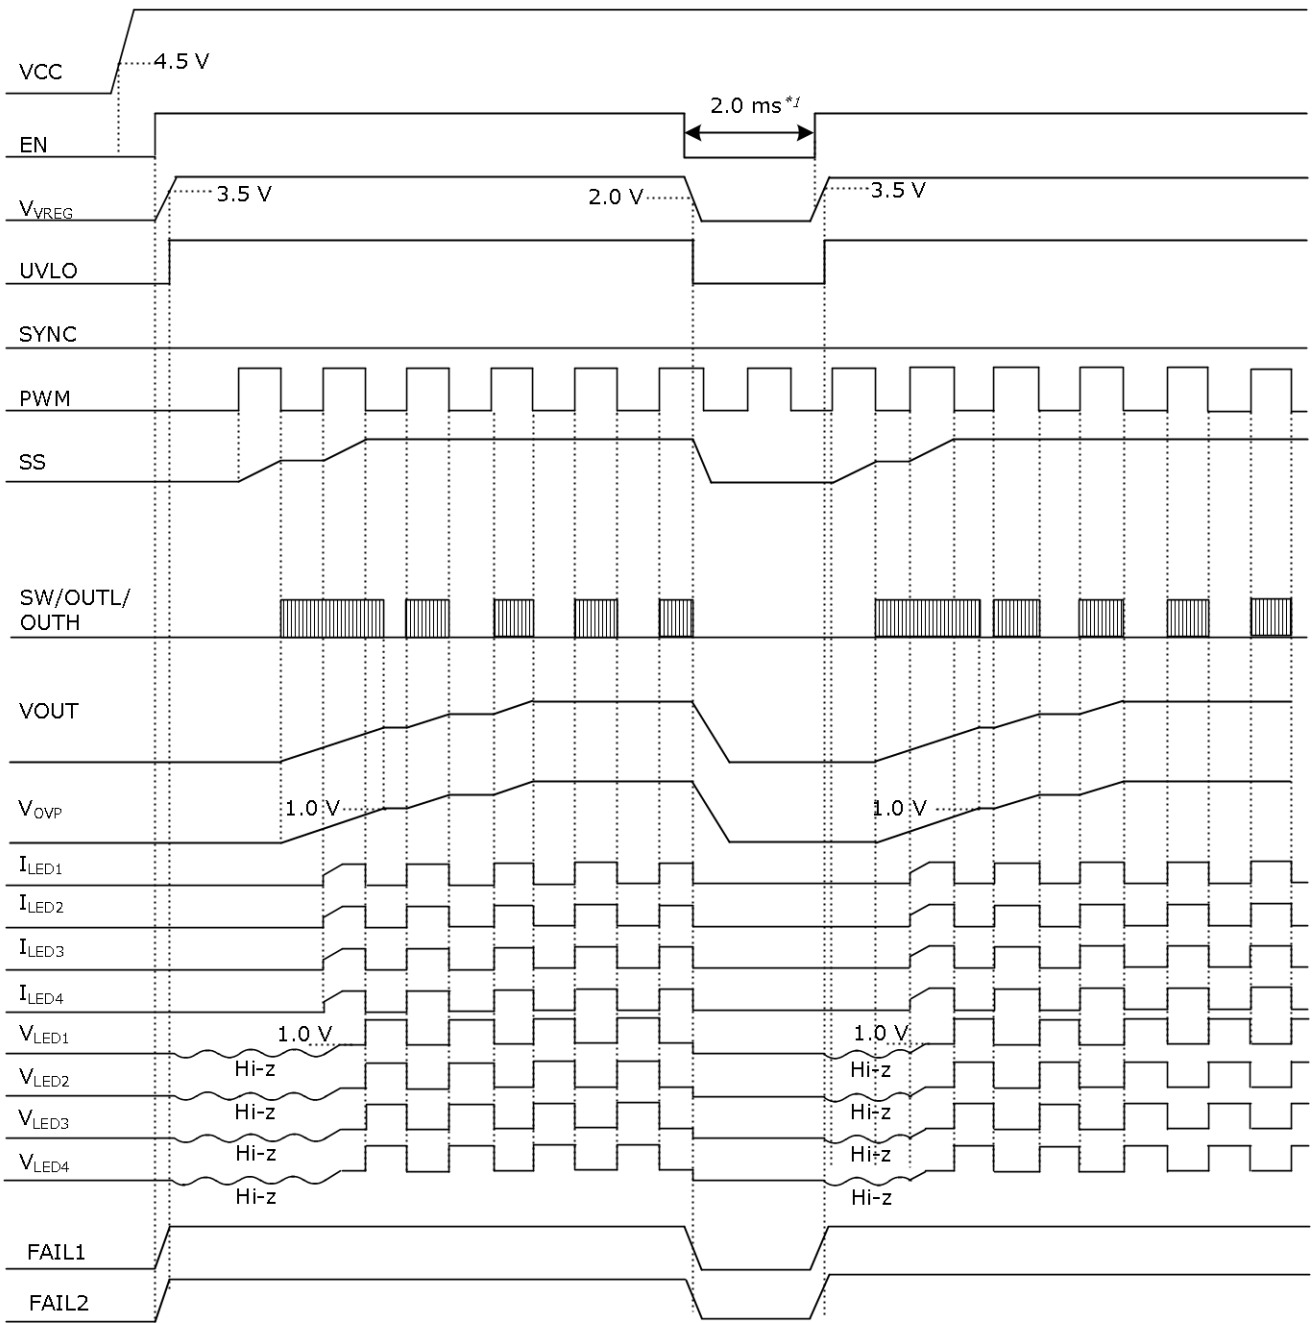 VCC
4.5 V
EN
2.0 ms*1
VVREG
3.5 V
2.0 V
3.5 V
UVLO
SYNC
PWM
SS
SW/OUTL/
OUTH
VOUT
VOVP
1.0 V
1.0 V
ILED1
ILED2
ILED3
ILED4
VLED1
1.0 V
1.0 V
Hi-z
Hi-z
VLED2
Hi-z
Hi-z
VLED3
Hi-z
Hi-z
VLED4
Hi-z
Hi-z
FAIL1
FAIL2